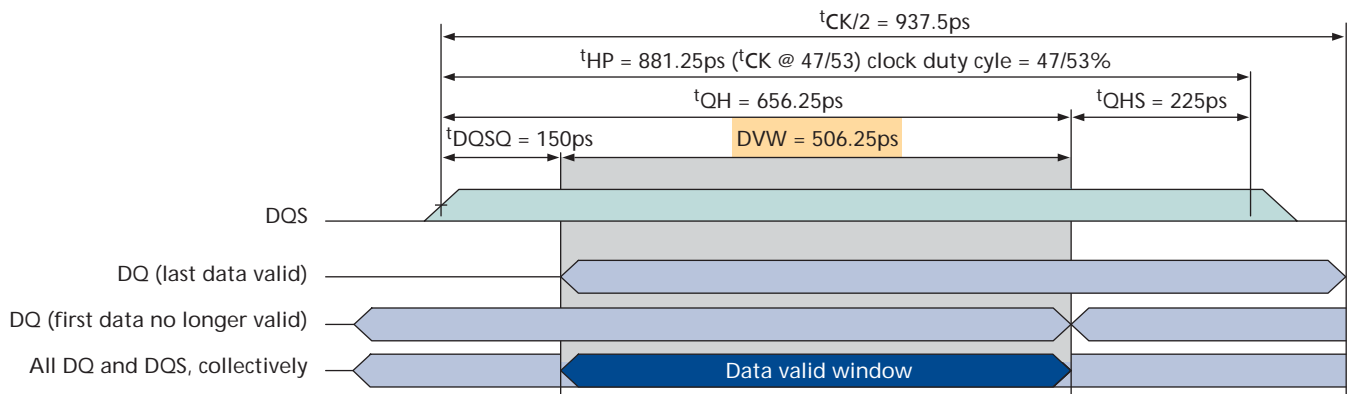 tCK/2 = 937.5ps
tHP = 881.25ps (tCK @ 47/53) clock duty cyle = 47/53%
tQH = 656.25ps
tQHS = 225ps
tDQSQ = 150ps
DVW = 506.25ps
DQS
DQ (last data valid)
DQ (first data no longer valid)
All DQ and DQS, collectively
Data valid window